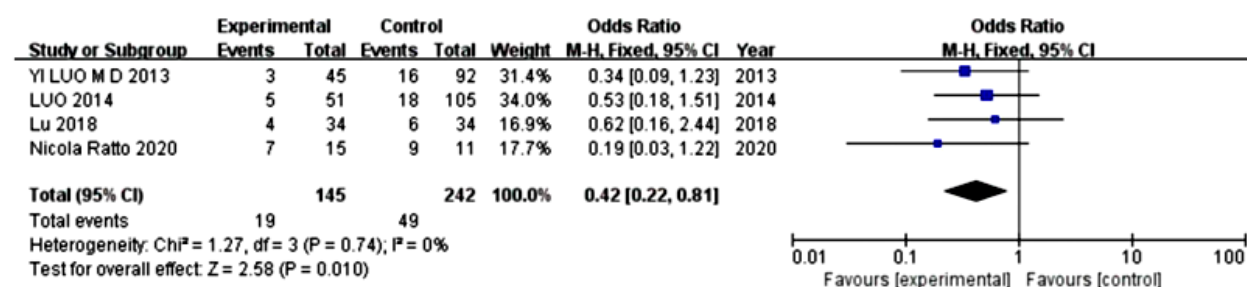 Experimental Control Odds Ratio Odds Ratio
Study or Subgroup Events Total Events Total Weight M-H, Fixed, 95% CI Year M-H, Fixed, 95% CI
YI LUO M D 2013 3 45 16 92 31.4% 0.34 [0.09, 1.23] 2013
LUO 2014 5 51 18 105 34.0% 0.53 [0.18, 1.51] 2014
Lu 2018 4 34 6 34 16.9% 0.62 [0.16, 2.44] 2018
Nicola Ratto 2020 7 15 9 11 17.7% 0.19 [0.03, 1.22] 2020
Total (95% CI) 145 242 100.0% 0.42 [0.22, 0.81]
Total events 19 49
Heterogeneity: Chi² = 1.27, df = 3 (P = 0.74); I² = 0%
Test for overall effect: Z = 2.58 (P = 0.010)
0.01 0.1 1 10 100
Favours [experimental] Favours [control]